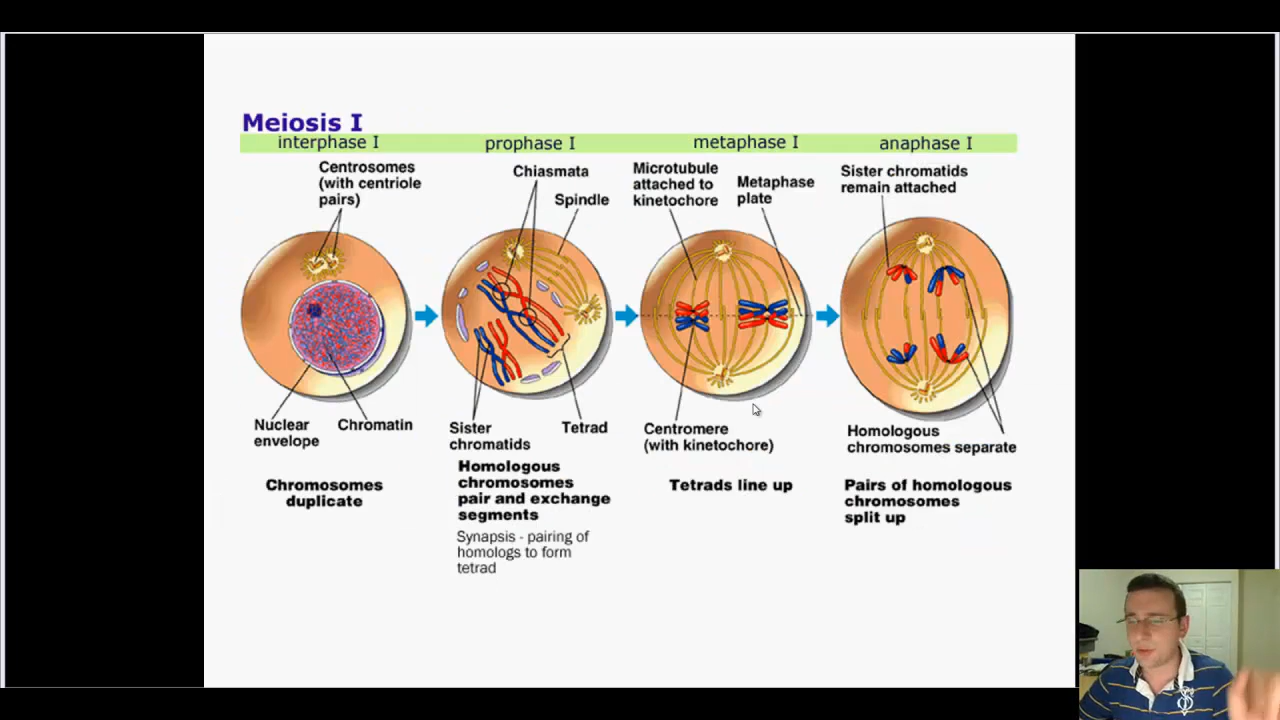 Meiosis I
interphase I
prophase I
metaphase I
anaphase I
Centrosomes
(with centriole
pairs)
Chiasmata
Spindle
Microtubule
attached to
kinetochore
Metaphase
plate
Sister chromatids
remain attached
Nuclear
envelope
Chromatin
Sister
chromatids
Tetrad
Centromere
(with kinetochore)
Homologous
chromosomes separate
Chromosomes
duplicate
Homologous
chromosomes
pair and exchange
segments
Synapsis - pairing of
homologs to form
tetrad
Tetrads line up
Pairs of homologous
chromosomes
split up